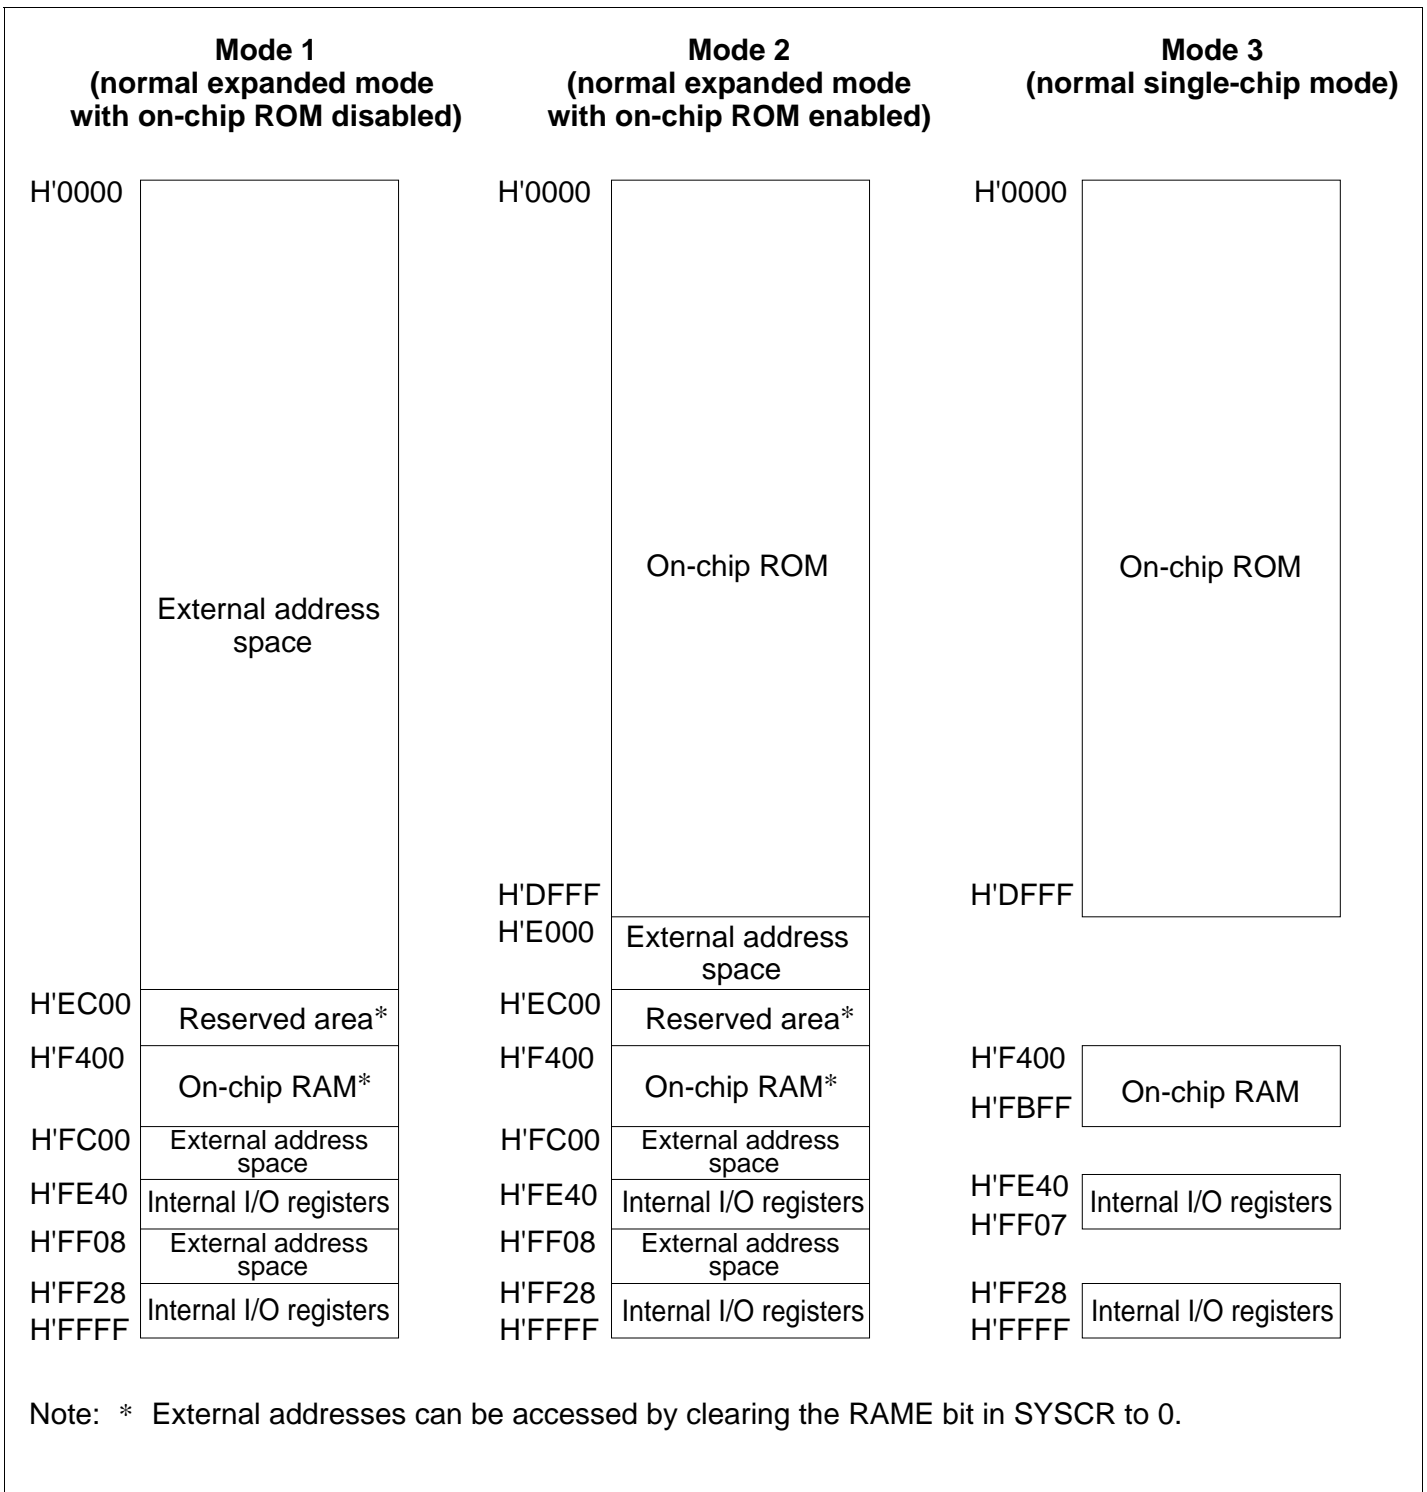 Mode 1
(normal expanded mode
with on-chip ROM disabled)
H'0000
External address
space
H'EC00
Reserved area*
H'F400
On-chip RAM*
H'FC00
External address
space
H'FE40
Internal I/O registers
H'FF08
External address
space
H'FF28
Internal I/O registers
H'FFFF
Mode 2
(normal expanded mode
with on-chip ROM enabled)
H'0000
On-chip ROM
H'DFFF
H'E000
External address
space
H'EC00
Reserved area*
H'F400
On-chip RAM*
H'FC00
External address
space
H'FE40
Internal I/O registers
H'FF08
External address
space
H'FF28
Internal I/O registers
H'FFFF
Mode 3
(normal single-chip mode)
H'0000
On-chip ROM
H'DFFF
H'F400
On-chip RAM
H'FBFF
H'FE40
Internal I/O registers
H'FF07
H'FF28
Internal I/O registers
H'FFFF
Note: * External addresses can be accessed by clearing the RAME bit in SYSCR to 0.